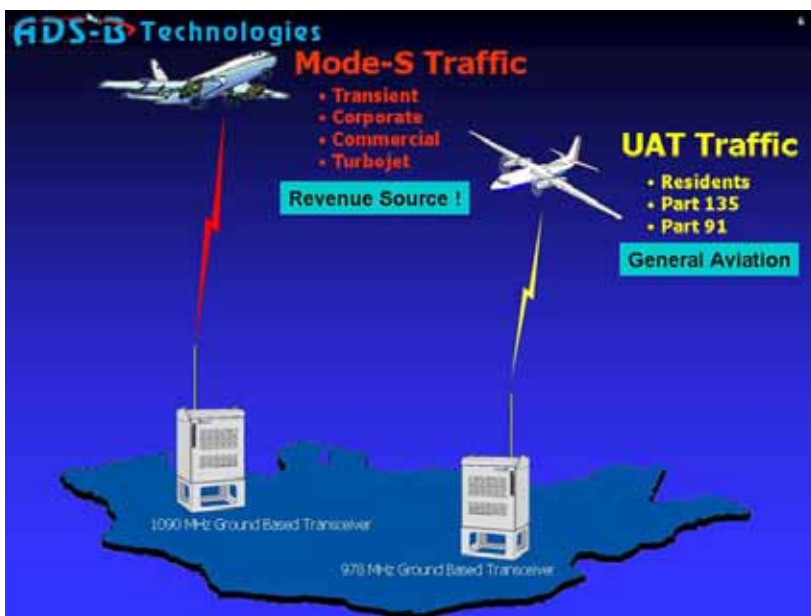 ADS-B Technologies
6
Mode-S Traffic
• Transient
• Corporate
• Commercial
• Turbojet
Revenue Source !
UAT Traffic
• Residents
• Part 135
• Part 91
General Aviation
1090 MHz Ground Based Transceiver
978 MHz Ground Based Transceiver